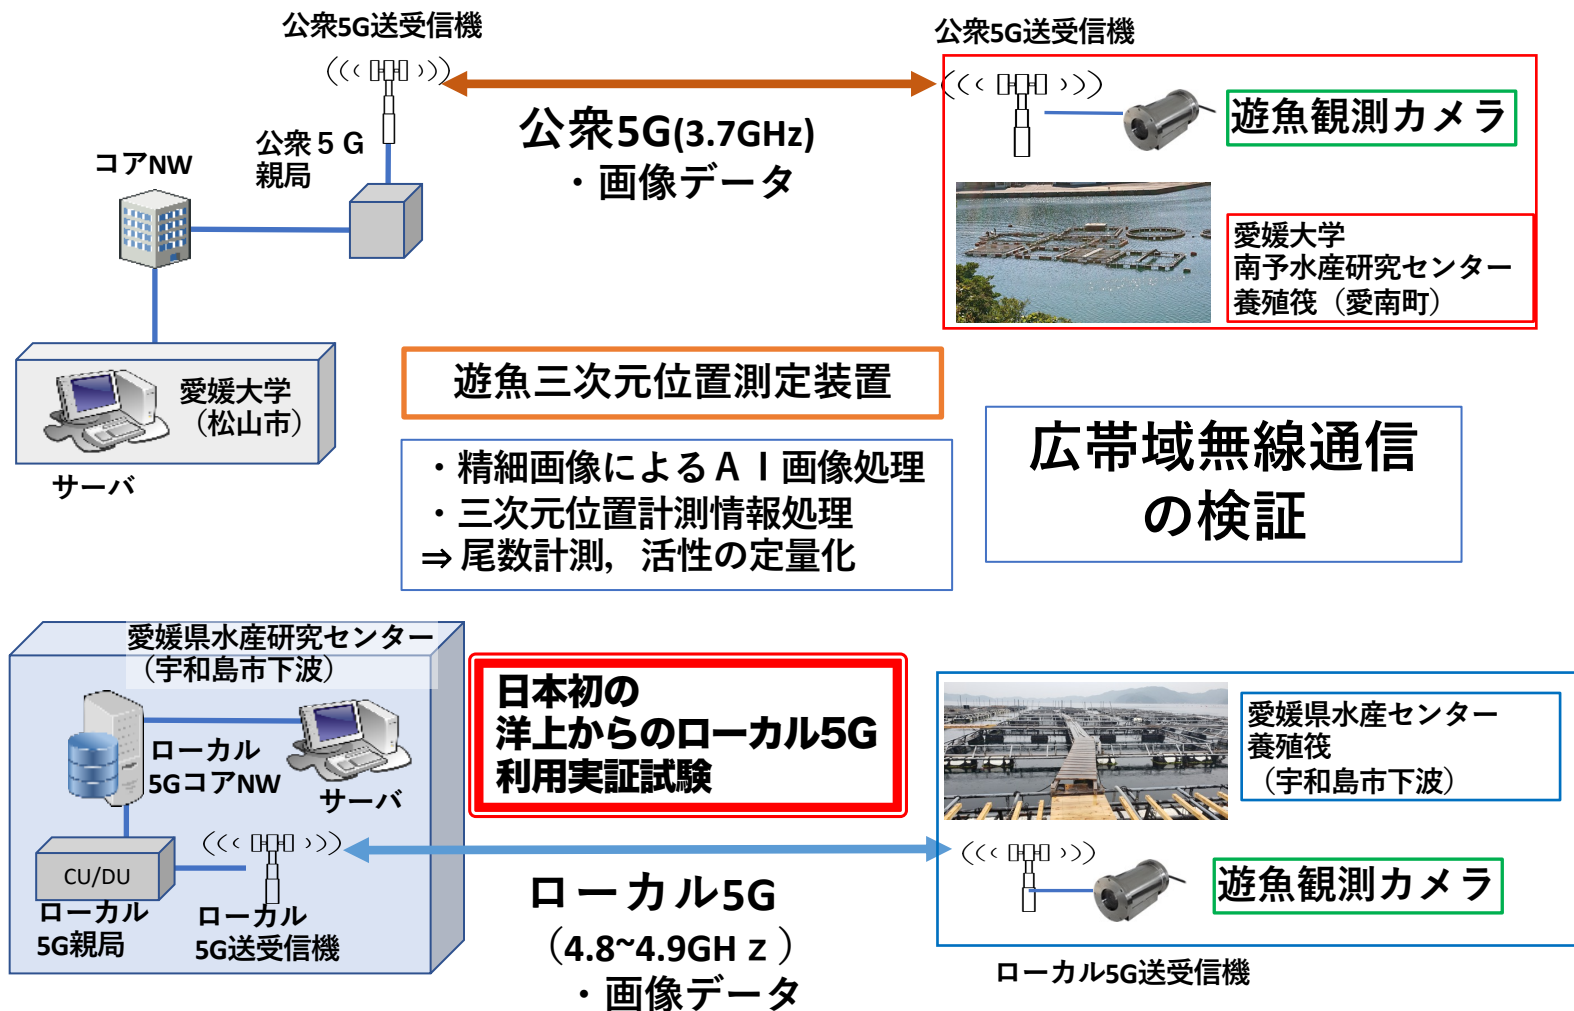 公衆5G送受信機
公衆5G送受信機
公衆5G(3.7GHz)
・画像データ
遊魚観測カメラ
公衆５G
親局
コアNW
愛媛大学
南予水産研究センター
養殖筏（愛南町）
愛媛大学
（松山市）
サーバ
遊魚三次元位置測定装置
・精細画像によるＡＩ画像処理
・三次元位置計測情報処理
⇒尾数計測，活性の定量化
広帯域無線通信
の検証
愛媛県水産研究センター
（宇和島市下波）
ローカル
5GコアNW
サーバ
CU/DU
ローカル
5G親局
ローカル
5G送受信機
日本初の
洋上からのローカル5G
利用実証試験
ローカル5G
（4.8~4.9GHｚ）
・画像データ
愛媛県水産センター
養殖筏
（宇和島市下波）
遊魚観測カメラ
ローカル5G送受信機